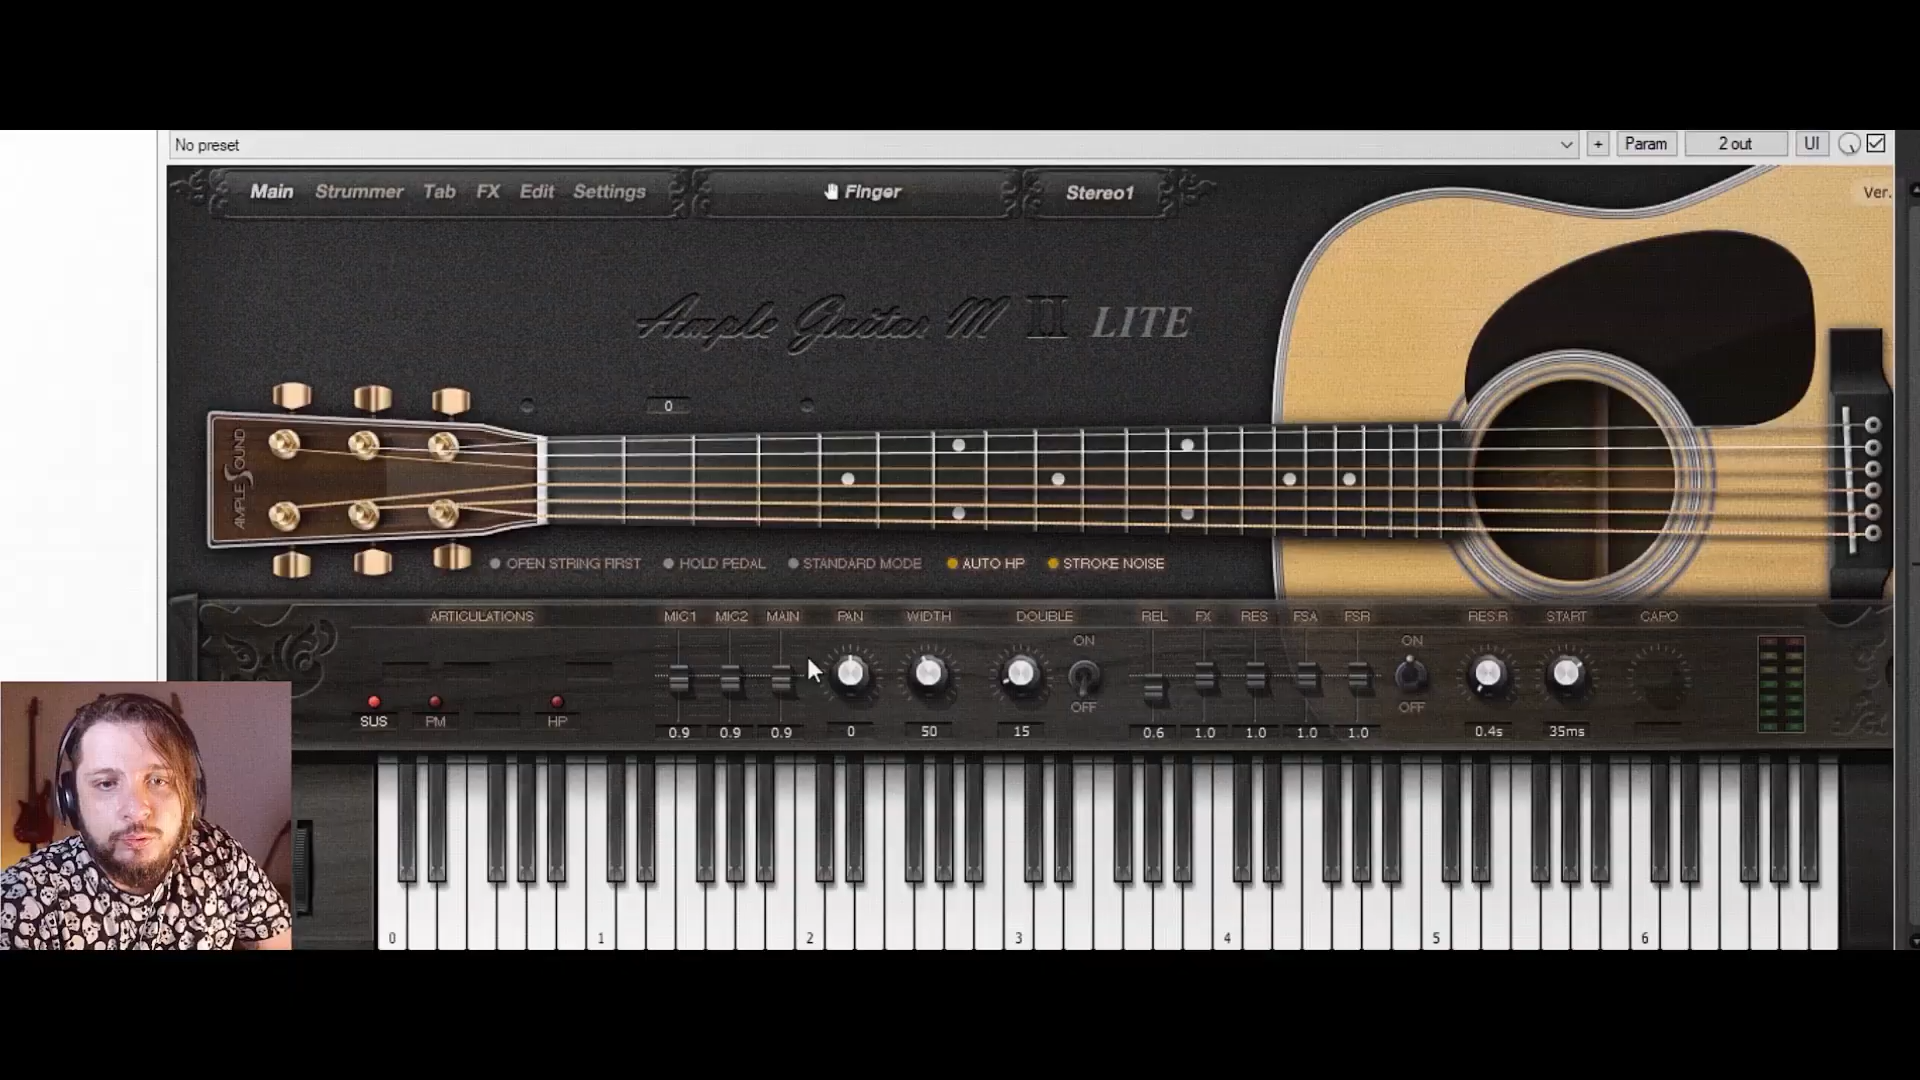 No preset
+ Param 2 out UI
Main Strummer Tab FX Edit Settings Finger Stereo1 Ver.
Ample Guitar M II LITE
0
AMPLE SOUND
OPEN STRING FIRST HOLD PEDAL STANDARD MODE AUTO HP STROKE NOISE
ARTICULATIONS MIC1 MIC2 MAIN PAN WIDTH DOUBLE REL FX RES FSA FSR RES.R START CAPO
ON ON
OFF OFF
SUS PM HP
0.9 0.9 0.9 0 50 15 0.6 1.0 1.0 1.0 1.0 0.4s 35ms
0 1 2 3 4 5 6